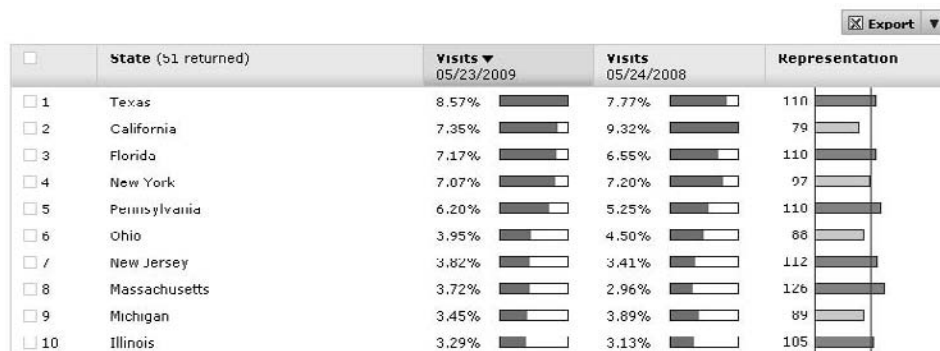 Export
State (51 returned) Visits 05/23/2009 Visits 05/24/2008 Representation
1 Texas 8.57% 7.77% 110
2 California 7.35% 9.32% 79
3 Florida 7.17% 6.55% 110
4 New York 7.07% 7.20% 97
5 Pennsylvania 6.20% 5.25% 110
6 Ohio 3.95% 4.50% 88
7 New Jersey 3.82% 3.41% 112
8 Massachusetts 3.72% 2.96% 126
9 Michigan 3.45% 3.89% 89
10 Illinois 3.29% 3.13% 105